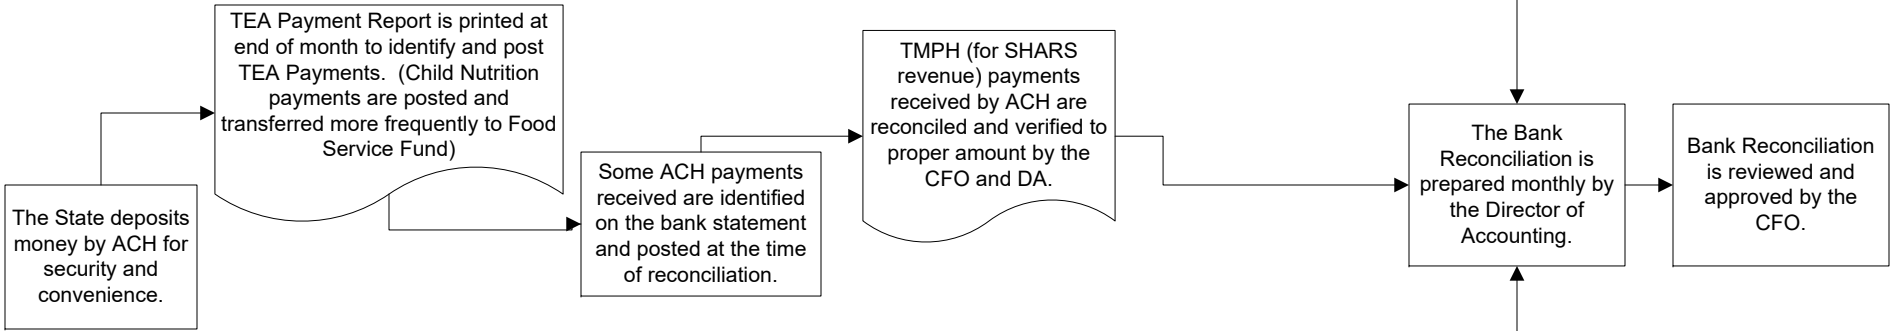 The State deposits
money by ACH for
security and
convenience.
TEA Payment Report is printed at
end of month to identify and post
TEA Payments.  (Child Nutrition
payments are posted and
transferred more frequently to Food
Service Fund)
Some ACH payments
received are identified
on the bank statement
and posted at the time
of reconciliation.
TMPH (for SHARS
revenue) payments
received by ACH are
reconciled and verified to
proper amount by the
CFO and DA.
The Bank
Reconciliation is
prepared monthly by
the Director of
Accounting.
Bank Reconciliation
is reviewed and
approved by the
CFO.